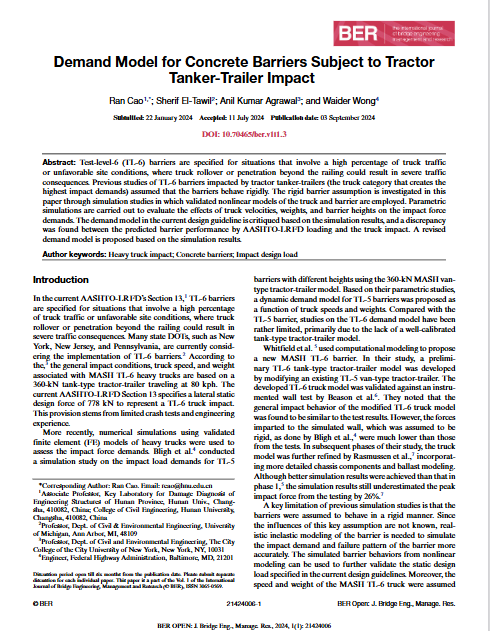 BER
the international journal
of bridge engineering
management and research
Demand Model for Concrete Barriers Subject to Tractor
Tanker-Trailer Impact
Ran Cao¹,*; Sherif El-Tawil²; Anil Kumar Agrawal³; and Waider Wong⁴
Submitted: 22 January 2024 Accepted: 11 July 2024 Publication date: 03 September 2024
DOI: 10.70465/ber.v1i1.3
Abstract: Test-level-6 (TL-6) barriers are specified for situations that involve a high percentage of truck traffic
or unfavorable site conditions, where truck rollover or penetration beyond the railing could result in severe traffic
consequences. Previous studies of TL-6 barriers impacted by tractor tanker-trailers (the truck category that creates the
highest impact demands) assumed that the barriers behave rigidly. The rigid barrier assumption is investigated in this
paper through simulation studies in which validated nonlinear models of the truck and barrier are employed. Parametric
simulations are carried out to evaluate the effects of truck velocities, weights, and barrier heights on the impact force
demands. The demand model in the current design guideline is critiqued based on the simulation results, and a discrepancy
was found between the predicted barrier performance by AASHTO-LRFD loading and the truck impact. A revised
demand model is proposed based on the simulation results.
Author keywords: Heavy truck impact; Concrete barriers; Impact design load
Introduction
In the current AASHTO-LRFD's Section 13,¹ TL-6 barriers
are specified for situations that involve a high percentage
of truck traffic or unfavorable site conditions, where truck
rollover or penetration beyond the railing could result in
severe traffic consequences. Many state DOTs, such as New
York, New Jersey, and Pennsylvania, are currently consid-
ering the implementation of TL-6 barriers.² According to
the,³ the general impact conditions, truck speed, and weight
associated with MASH TL-6 heavy trucks are based on a
360-kN tank-type tractor-trailer traveling at 80 kph. The
current AASHTO-LRFD Section 13 specifies a lateral static
design force of 778 kN to represent a TL-6 truck impact.
This provision stems from limited crash tests and engineering
experience.
More recently, numerical simulations using validated
finite element (FE) models of heavy trucks were used to
assess the impact force demands. Bligh et al.⁴ conducted
a simulation study on the impact load demands for TL-5
*Corresponding Author: Ran Cao. Email: rcao@hnu.edu.cn
¹Associate Professor, Key Laboratory for Damage Diagnosis of
Engineering Structures of Hunan Province, Hunan Univ., Chang-
sha, 410082, China; College of Civil Engineering, Hunan University,
Changsha, 410082, China
²Professor, Dept. of Civil & Environmental Engineering, University
of Michigan, Ann Arbor, MI, 48109
³Professor, Dept. of Civil and Environmental Engineering, The City
College of the City University of New York, New York, NY, 10031
⁴Engineer, Federal Highway Administration, Baltimore, MD, 21201
Discussion period open till six months from the publication date. Please submit separate
discussion for each individual paper. This paper is a part of the Vol. 1 of the International
Journal of Bridge Engineering, Management and Research (© BER), ISSN 3065-0569.
barriers with different heights using the 360-kN MASH van-
type tractor-trailer model. Based on their parametric studies,
a dynamic demand model for TL-5 barriers was proposed as
a function of truck speeds and weights. Compared with the
TL-5 barrier, studies on the TL-6 demand model have been
rather limited, primarily due to the lack of a well-calibrated
tank-type tractor-trailer model.
Whitfield et al. ⁵ used computational modeling to propose
a new MASH TL-6 barrier. In their study, a prelimi-
nary TL-6 tank-type tractor-trailer model was developed
by modifying an existing TL-5 van-type tractor-trailer. The
developed TL-6 truck model was validated against an instru-
mented wall test by Beason et al.⁶ They noted that the
general impact behavior of the modified TL-6 truck model
was found to be similar to the test results. However, the forces
imparted to the simulated wall, which was assumed to be
rigid, as done by Bligh et al.,⁴ were much lower than those
from the tests. In subsequent phases of their study, the truck
model was further refined by Rasmussen et al.,⁷ incorporat-
ing more detailed chassis components and ballast modeling.
Although better simulation results were achieved than that in
phase 1,⁵ the simulation results still underestimated the peak
impact force from the testing by 26%.⁷
A key limitation of previous simulation studies is that the
barriers were assumed to behave in a rigid manner. Since
the influences of this key assumption are not known, real-
istic inelastic modeling of the barrier is needed to simulate
the impact demand and failure pattern of the barrier more
accurately. The simulated barrier behaviors from nonlinear
modeling can be used to further validate the static design
load specified in the current design guidelines. Moreover, the
speed and weight of the MASH TL-6 truck were assumed
© BER
21424006-1
BER Open: J. Bridge Eng., Manage. Res.
BER OPEN: J. Bridge Eng., Manage. Res., 2024, 1(1): 21424006